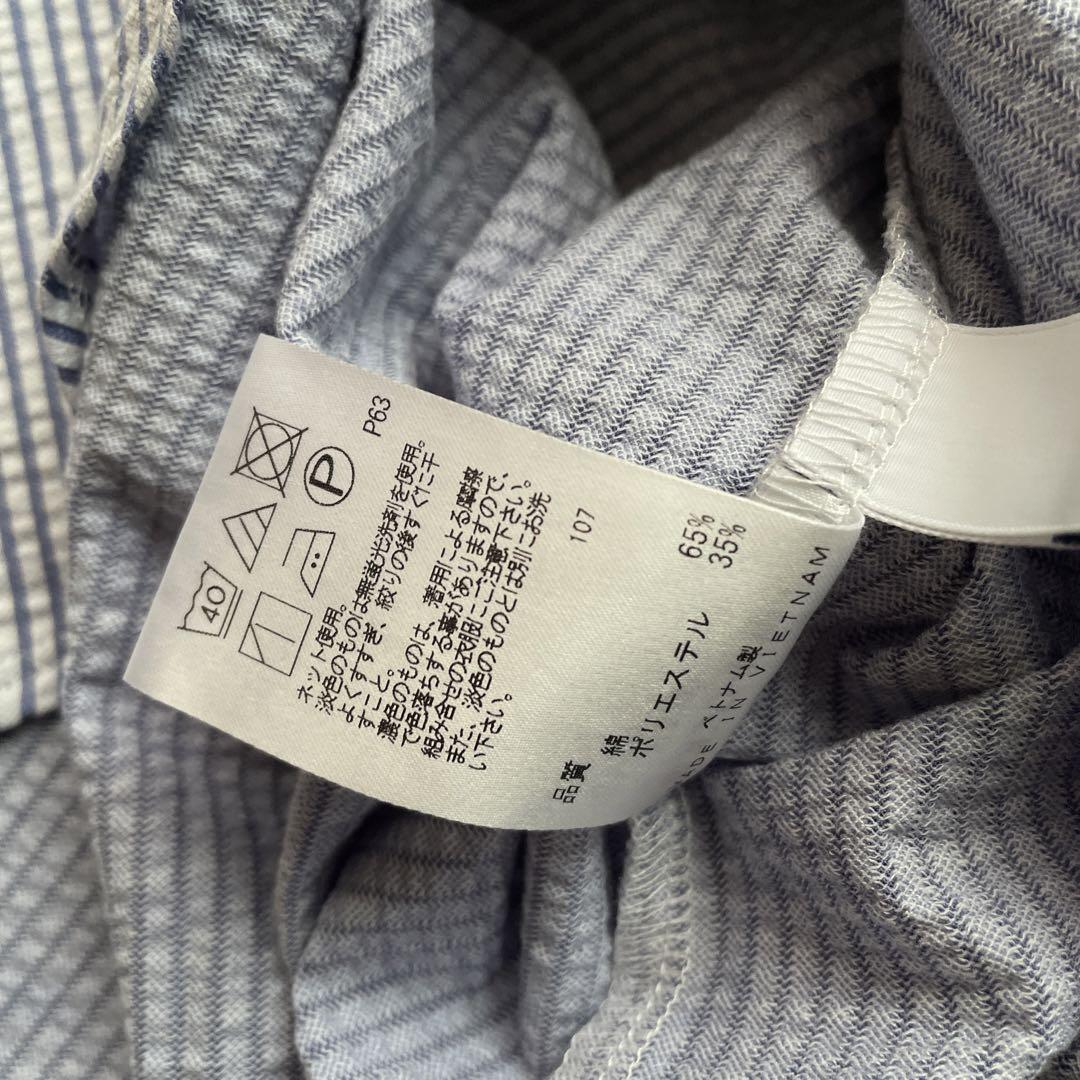 40
P
P63
ネット使用。
淡色のものは無蛍光洗剤を使用。
よくすすぎ、絞りの後すぐに干
すこと。
濃色のものは、着用による摩擦
で色落ちする事がありますので、
組み合せの衣服にご注意下さい。
また、淡色のものとは別にお洗
い下さい。
107
品質 綿 65%
ポリエステル 35%
ベトナム製
MADE IN VIETNAM